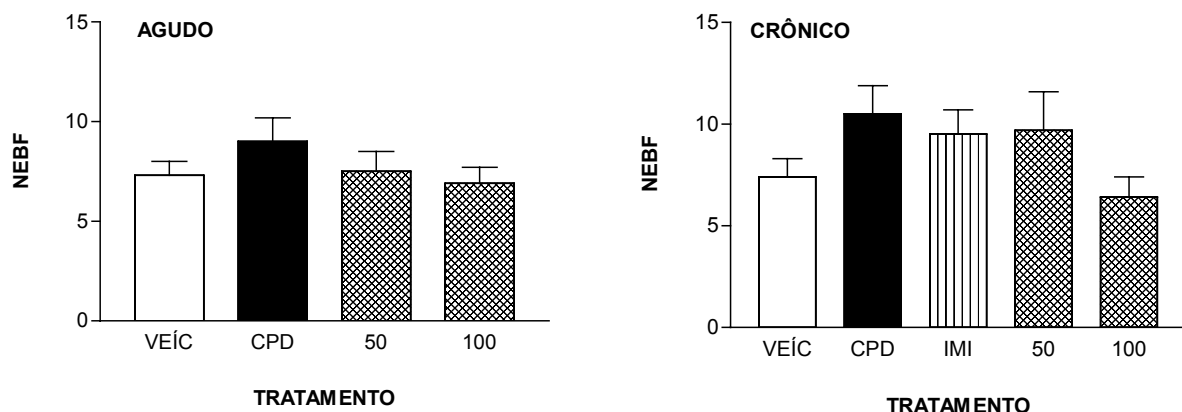 AGUDO
15
10
5
0
NEBF
VEÍC CPD 50 100
TRATAMENTO
CRÔNICO
15
10
5
0
NEBF
VEÍC CPD IMI 50 100
TRATAMENTO